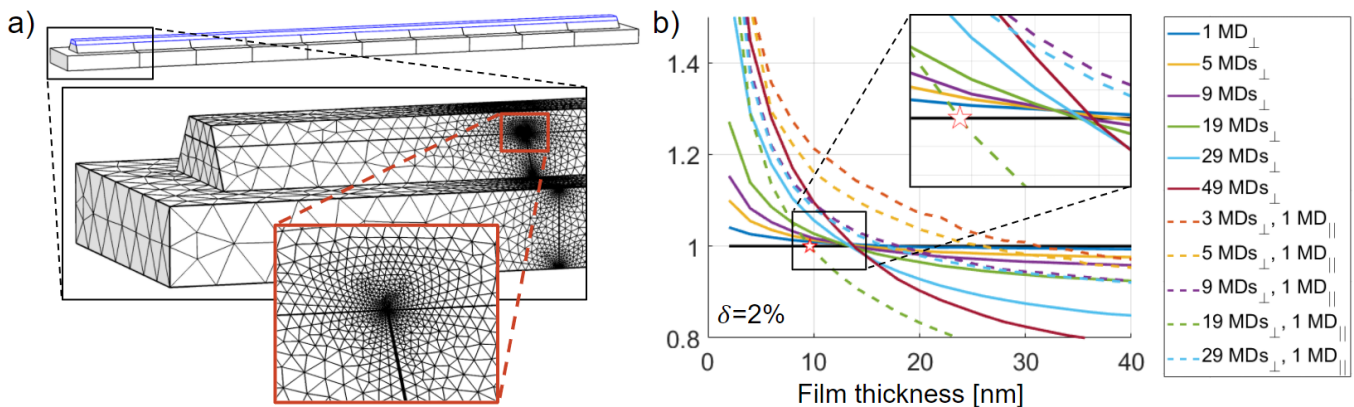 a)
b)
1.4
1.2
1
0.8
δ=2%
0
10
20
30
40
Film thickness [nm]
1 MD⊥
5 MDs⊥
9 MDs⊥
19 MDs⊥
29 MDs⊥
49 MDs⊥
3 MDs⊥, 1 MD||
5 MDs⊥, 1 MD||
9 MDs⊥, 1 MD||
19 MDs⊥, 1 MD||
29 MDs⊥, 1 MD||